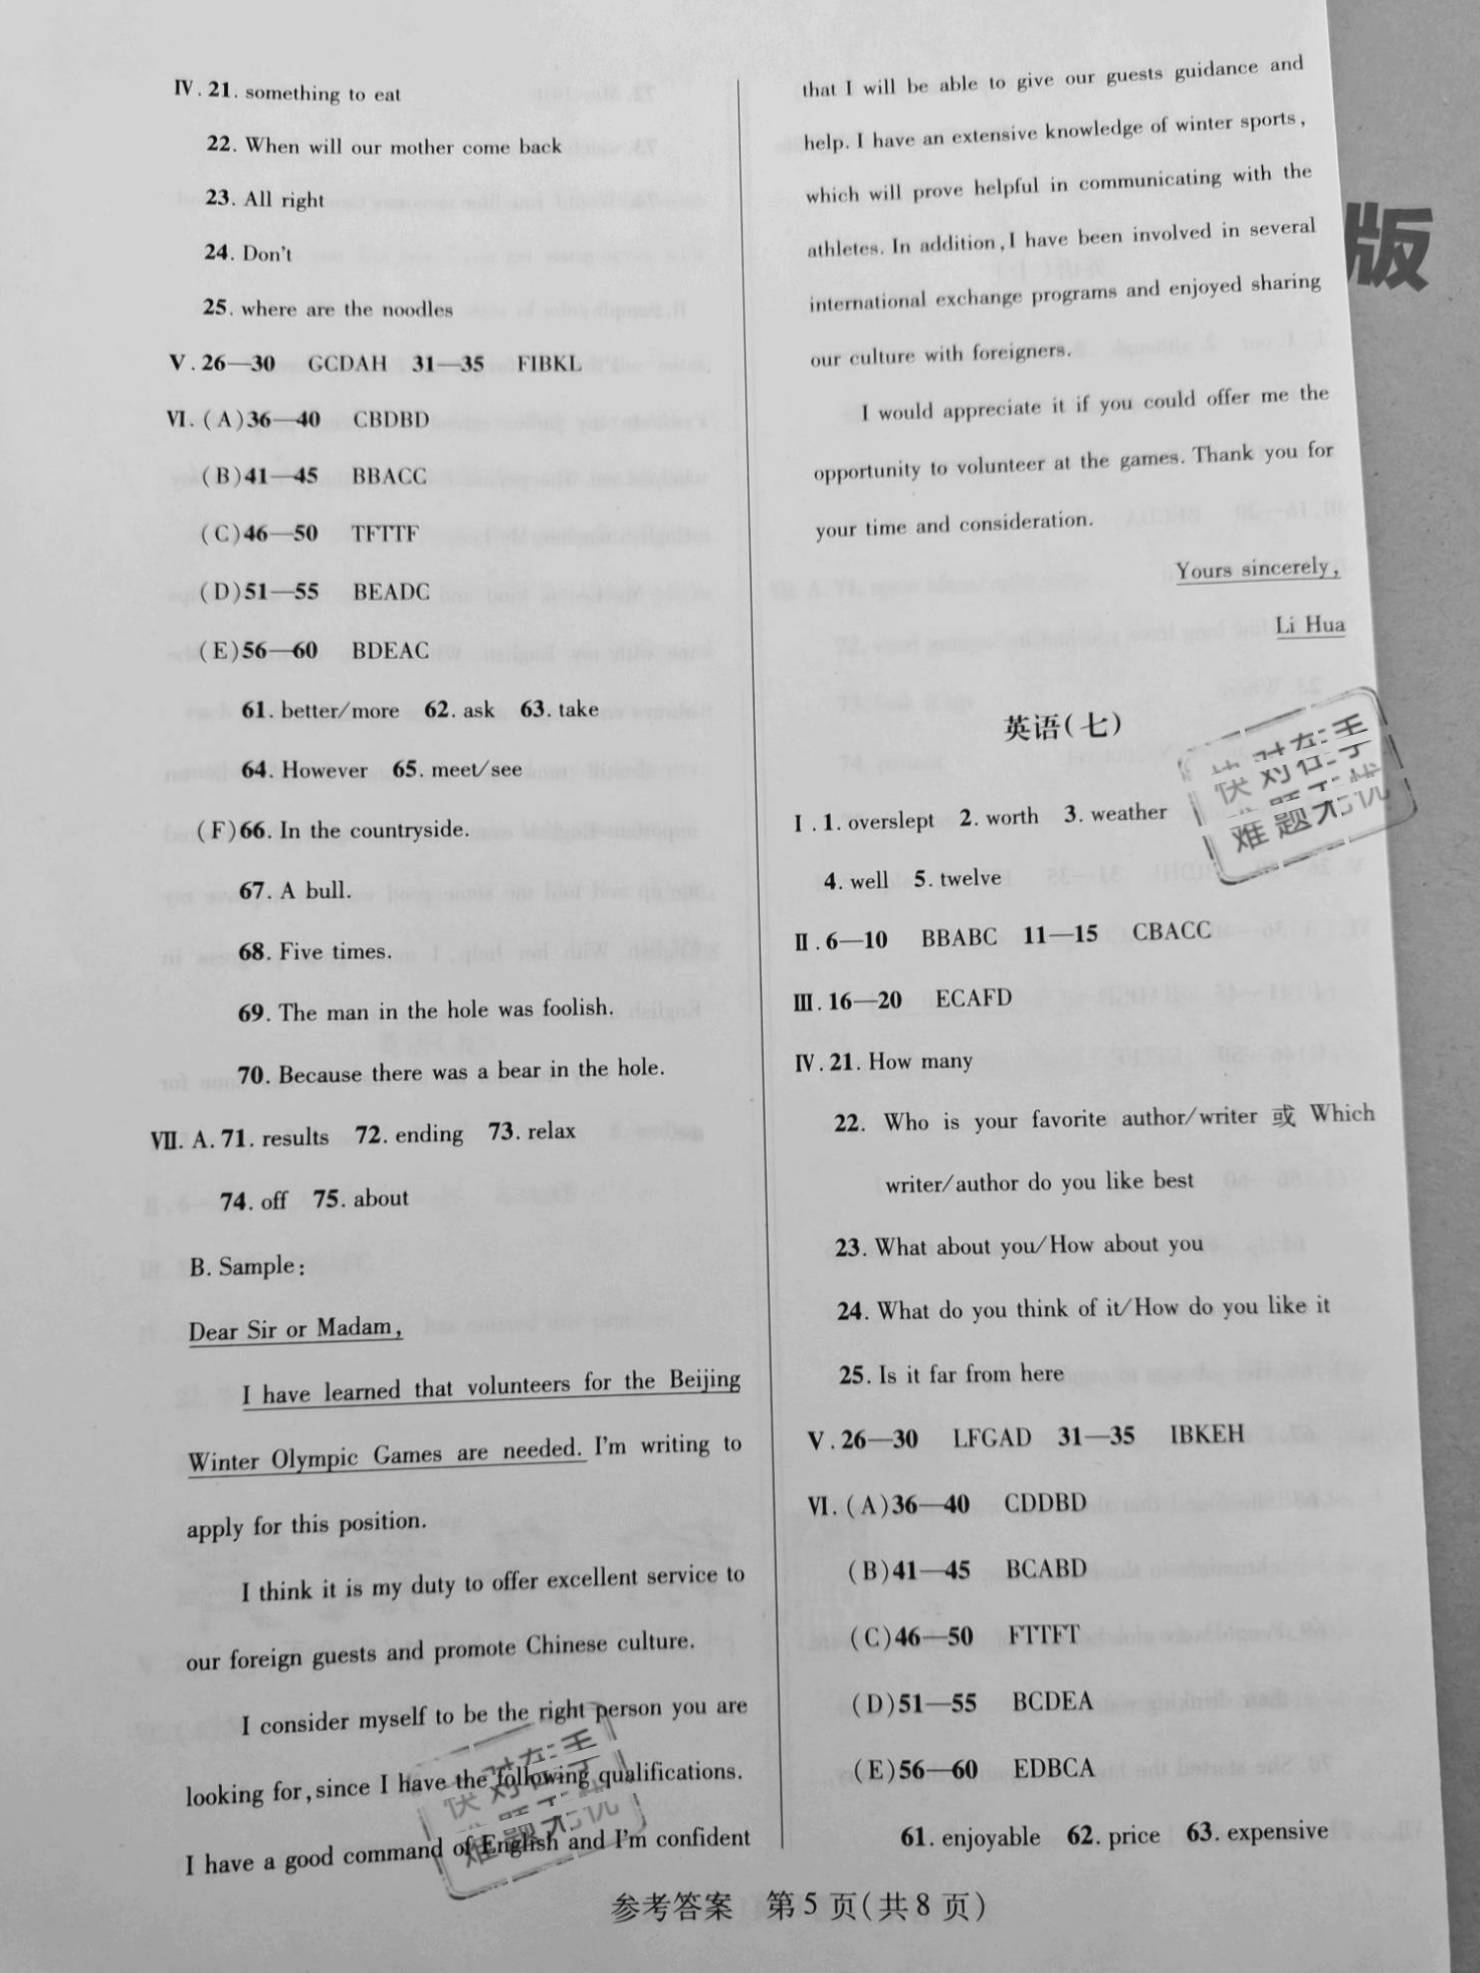 Ⅳ. 21. something to eat
22. When will our mother come back
23. All right
24. Don't
25. where are the noodles
Ⅴ. 26—30 GCDAH 31—35 FIBKL
Ⅵ. (A)36—40 CBDBD
(B)41—45 BBACC
(C)46—50 TFTTF
(D)51—55 BEADC
(E)56—60 BDEAC
61. better/more 62. ask 63. take
64. However 65. meet/see
(F)66. In the countryside.
67. A bull.
68. Five times.
69. The man in the hole was foolish.
70. Because there was a bear in the hole.
Ⅶ. A. 71. results 72. ending 73. relax
74. off 75. about
B. Sample:
Dear Sir or Madam,
I have learned that volunteers for the Beijing
Winter Olympic Games are needed. I'm writing to
apply for this position.
I think it is my duty to offer excellent service to
our foreign guests and promote Chinese culture.
I consider myself to be the right person you are
looking for, since I have the following qualifications.
I have a good command of English and I'm confident
that I will be able to give our guests guidance and
help. I have an extensive knowledge of winter sports,
which will prove helpful in communicating with the
athletes. In addition, I have been involved in several
international exchange programs and enjoyed sharing
our culture with foreigners.
I would appreciate it if you could offer me the
opportunity to volunteer at the games. Thank you for
your time and consideration.
Yours sincerely,
Li Hua
英语(七)
Ⅰ. 1. overslept 2. worth 3. weather
4. well 5. twelve
Ⅱ. 6—10 BBABC 11—15 CBACC
Ⅲ. 16—20 ECAFD
Ⅳ. 21. How many
22. Who is your favorite author/writer 或 Which
writer/author do you like best
23. What about you/How about you
24. What do you think of it/How do you like it
25. Is it far from here
Ⅴ. 26—30 LFGAD 31—35 IBKEH
Ⅵ. (A)36—40 CDDBD
(B)41—45 BCABD
(C)46—50 FTTFT
(D)51—55 BCDEA
(E)56—60 EDBCA
61. enjoyable 62. price 63. expensive
参考答案 第5页(共8页)
版